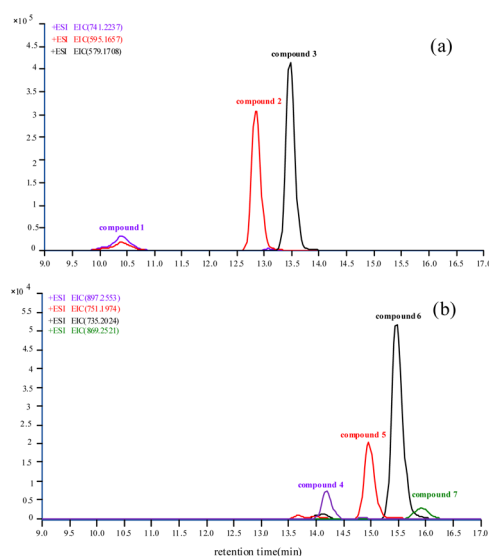 ×10 5
+ESI EIC(741.2237)
+ESI EIC(595.1657)
+ESI EIC(579.1708)
(a)
compound 3
compound 2
compound 1
4.5
4
3.5
3
2.5
2
1.5
1
0.5
0
9.0 9.5 10.0 10.5 11.0 11.5 12.0 12.5 13.0 13.5 14.0 14.5 15.0 15.5 16.0 16.5 17.0
×10 4
+ESI EIC(897.2553)
+ESI EIC(751.1974)
+ESI EIC(735.2024)
+ESI EIC(869.2521)
(b)
compound 6
compound 5
compound 4
compound 7
5
4.5
4
3.5
3
2.5
2
1.5
1
0.5
0
9.0 9.5 10.0 10.5 11.0 11.5 12.0 12.5 13.0 13.5 14.0 14.5 15.0 15.5 16.0 16.5 17.0
retention time(min)